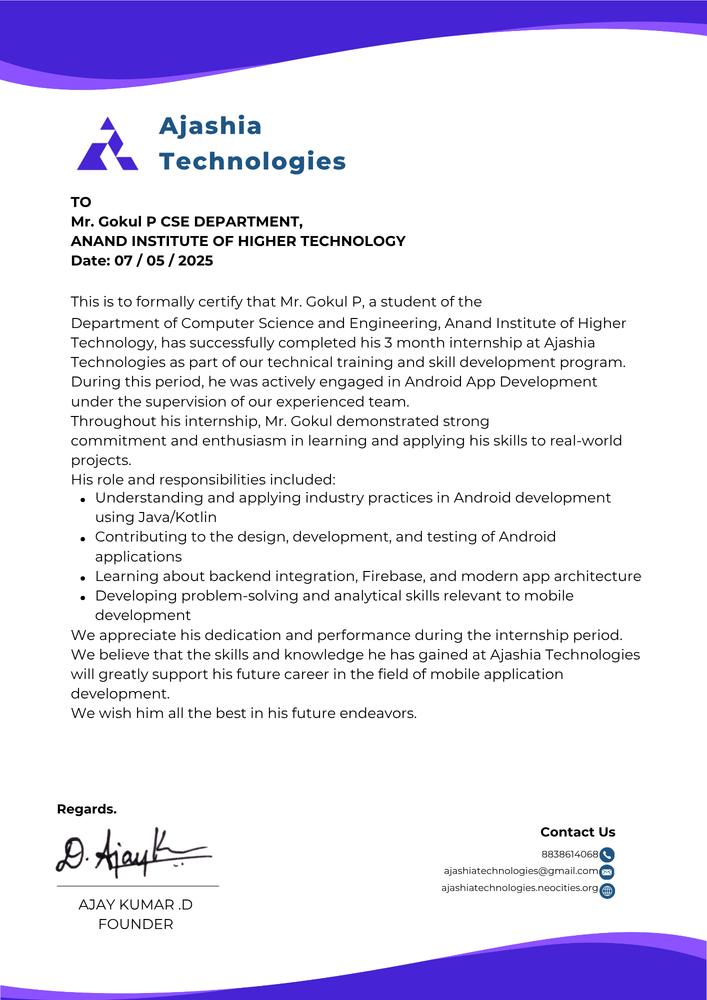 Ajashia
Technologies
TO
Mr. Gokul P CSE DEPARTMENT,
ANAND INSTITUTE OF HIGHER TECHNOLOGY
Date: 07 / 05 / 2025
This is to formally certify that Mr. Gokul P, a student of the
Department of Computer Science and Engineering, Anand Institute of Higher
Technology, has successfully completed his 3 month internship at Ajashia
Technologies as part of our technical training and skill development program.
During this period, he was actively engaged in Android App Development
under the supervision of our experienced team.
Throughout his internship, Mr. Gokul demonstrated strong
commitment and enthusiasm in learning and applying his skills to real-world
projects.
His role and responsibilities included:
• Understanding and applying industry practices in Android development
using Java/Kotlin
• Contributing to the design, development, and testing of Android
applications
• Learning about backend integration, Firebase, and modern app architecture
• Developing problem-solving and analytical skills relevant to mobile
development
We appreciate his dedication and performance during the internship period.
We believe that the skills and knowledge he has gained at Ajashia Technologies
will greatly support his future career in the field of mobile application
development.
We wish him all the best in his future endeavors.
Regards.
D. Ajay K
AJAY KUMAR .D
FOUNDER
Contact Us
8838614068
ajashiatechnologies@gmail.com
ajashiatechnologies.neocities.org